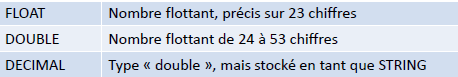 FLOAT Nombre flottant, précis sur 23 chiffres
DOUBLE Nombre flottant de 24 à 53 chiffres
DECIMAL Type « double », mais stocké en tant que STRING